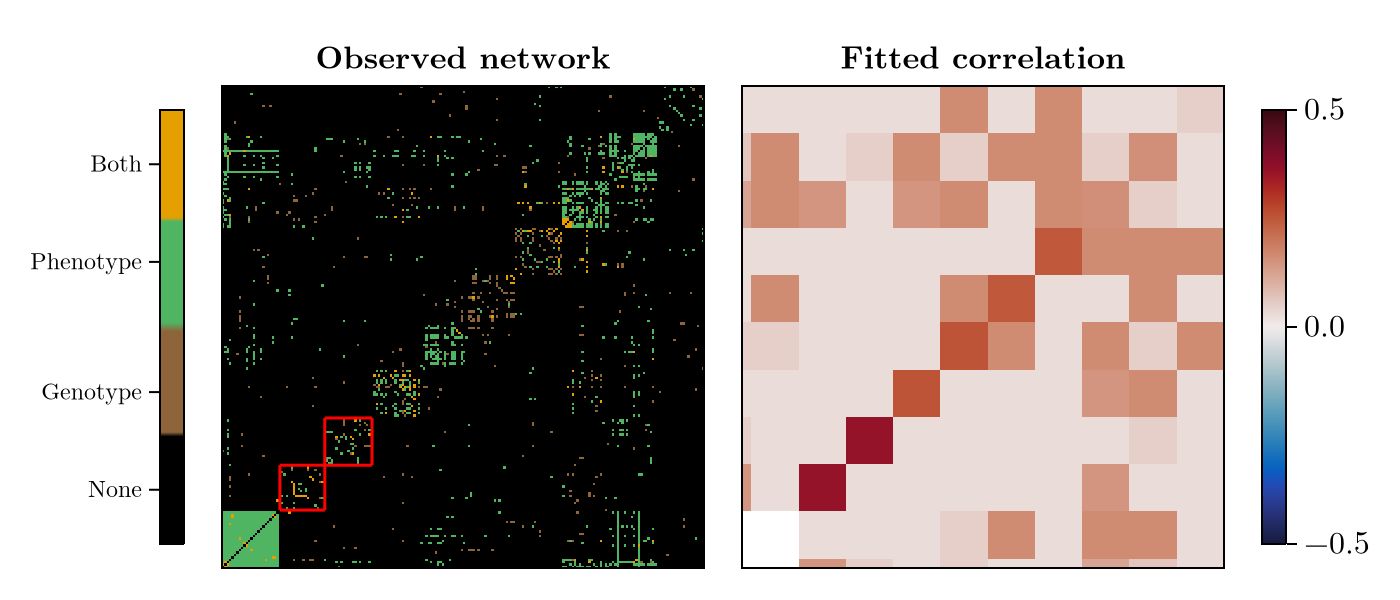 Observed network
Fitted correlation
Both
Phenotype
Genotype
None
0.5
0.0
−0.5